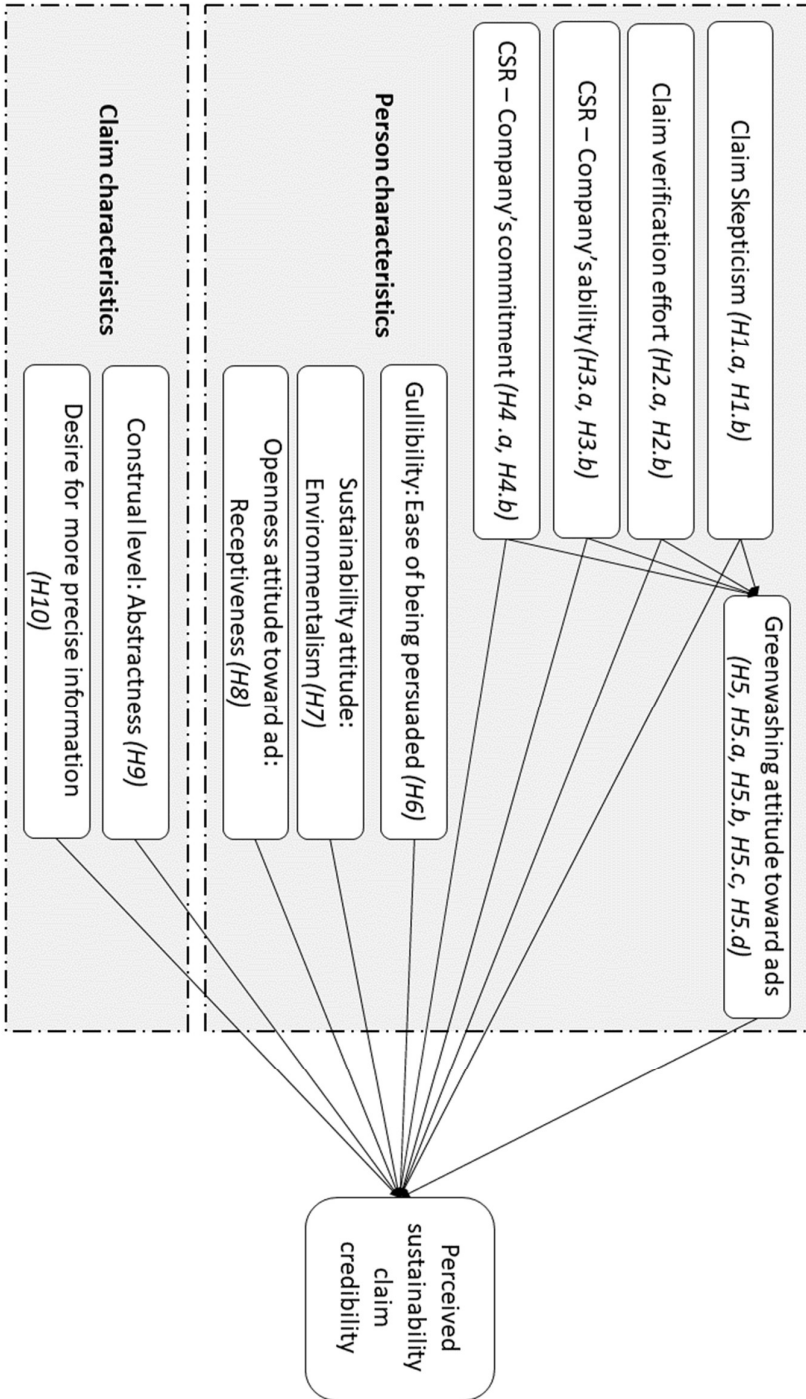 Person characteristics
Claim Skepticism (H1.a, H1.b)
Claim verification effort (H2.a, H2.b)
CSR – Company's ability (H3.a, H3.b)
CSR – Company's commitment (H4 .a, H4.b)
Greenwashing attitude toward ads
(H5, H5.a, H5.b, H5.c, H5.d)
Gullibility: Ease of being persuaded (H6)
Sustainability attitude:
Environmentalism (H7)
Openness attitude toward ad:
Receptiveness (H8)
Claim characteristics
Construal level: Abstractness (H9)
Desire for more precise information
(H10)
Perceived
sustainability
claim
credibility